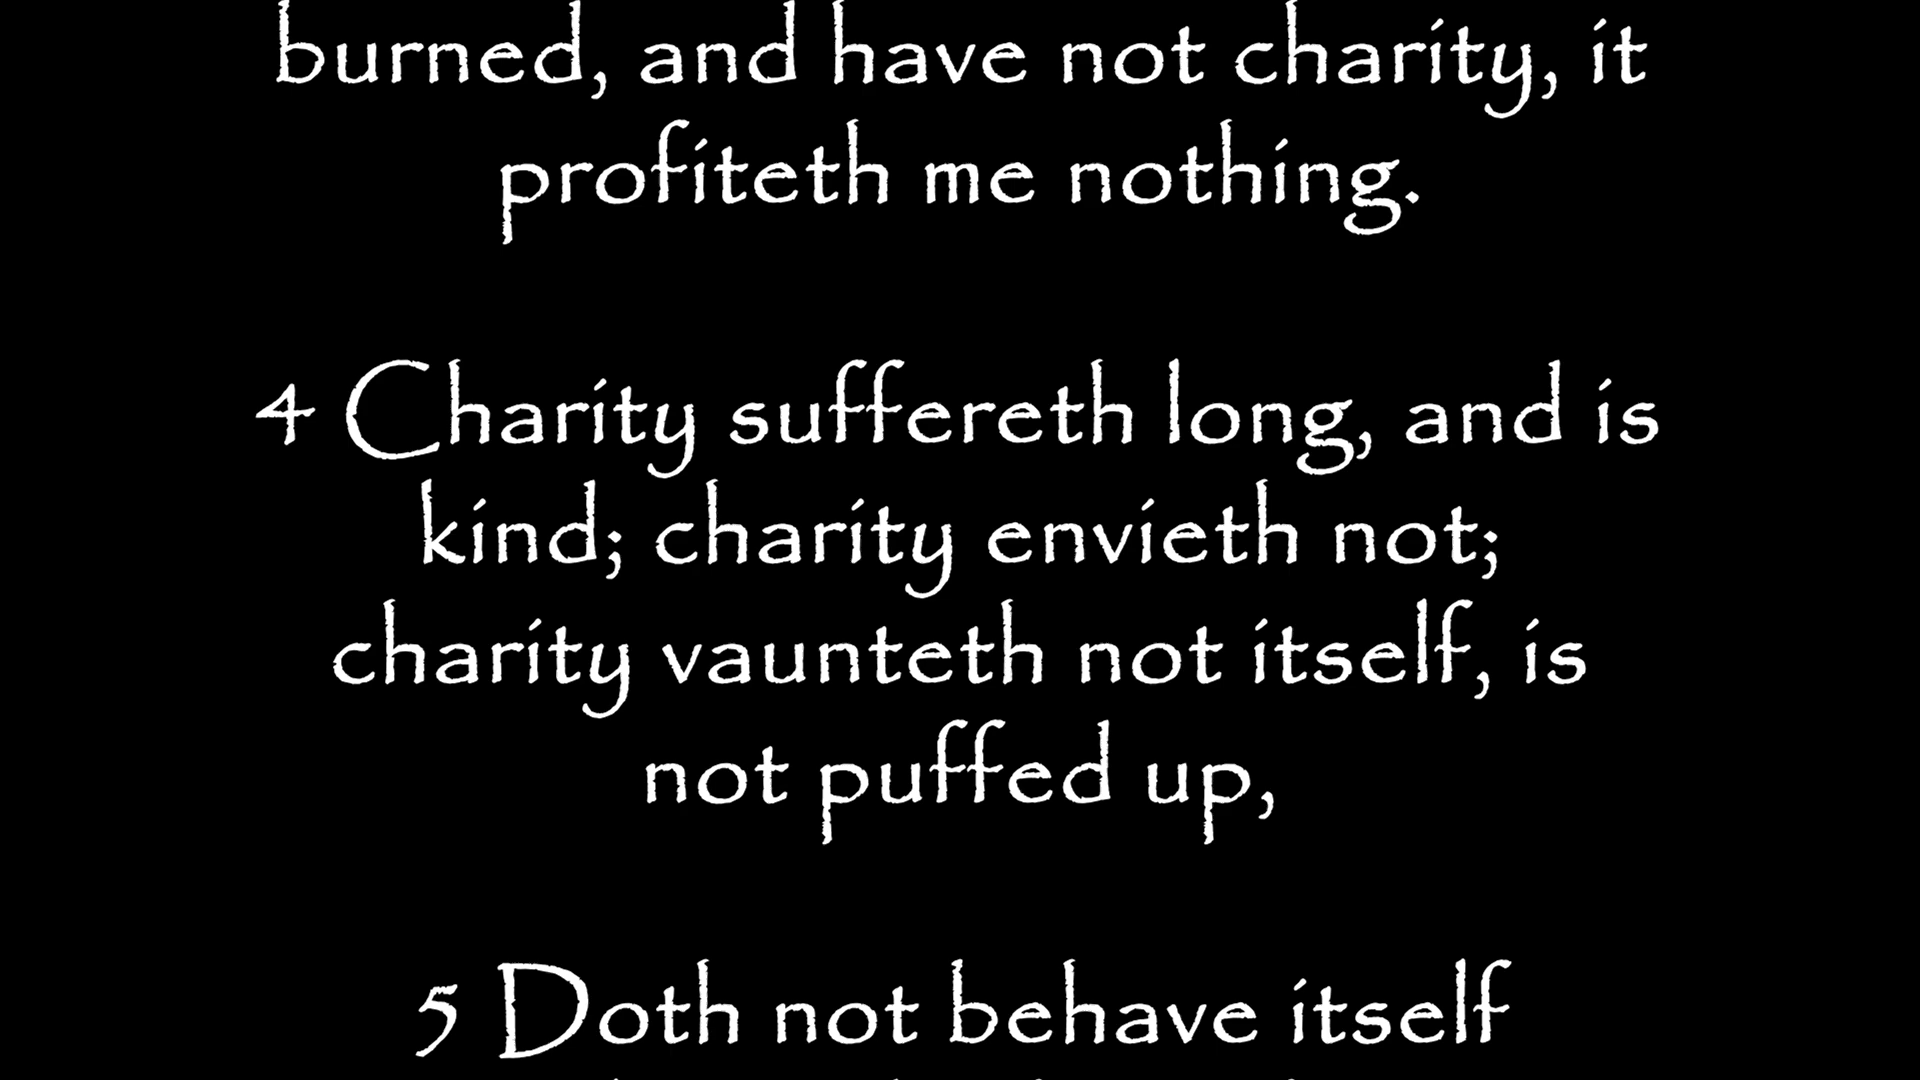 burned, and have not charity, it
profiteth me nothing.
4 Charity suffereth long, and is
kind; charity envieth not;
charity vaunteth not itself, is
not puffed up,
5 Doth not behave itself